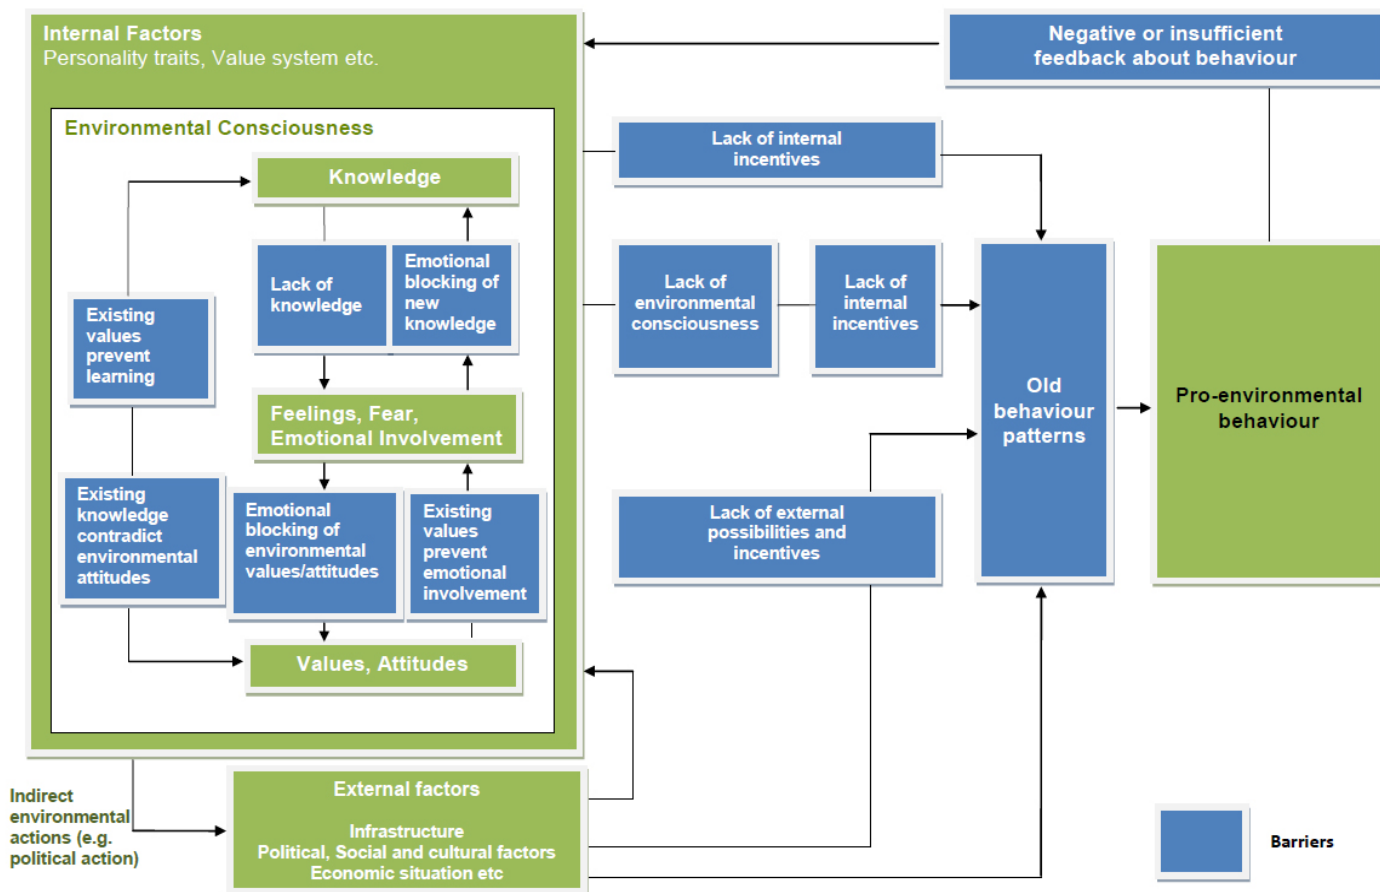 Internal Factors
Personality traits, Value system etc.
Negative or insufficient
feedback about behaviour
Environmental Consciousness
Lack of internal
incentives
Knowledge
Lack of
knowledge
Emotional
blocking of
new
knowledge
Lack of
environmental
consciousness
Lack of
internal
incentives
Existing
values
prevent
learning
Old
behaviour
patterns
Pro-environmental
behaviour
Feelings, Fear,
Emotional Involvement
Existing
knowledge
contradict
environmental
attitudes
Emotional
blocking of
environmental
values/attitudes
Existing
values
prevent
emotional
involvement
Lack of external
possibilities and
incentives
Values, Attitudes
Indirect
environmental
actions (e.g.
political action)
External factors
Infrastructure
Political, Social and cultural factors
Economic situation etc
Barriers